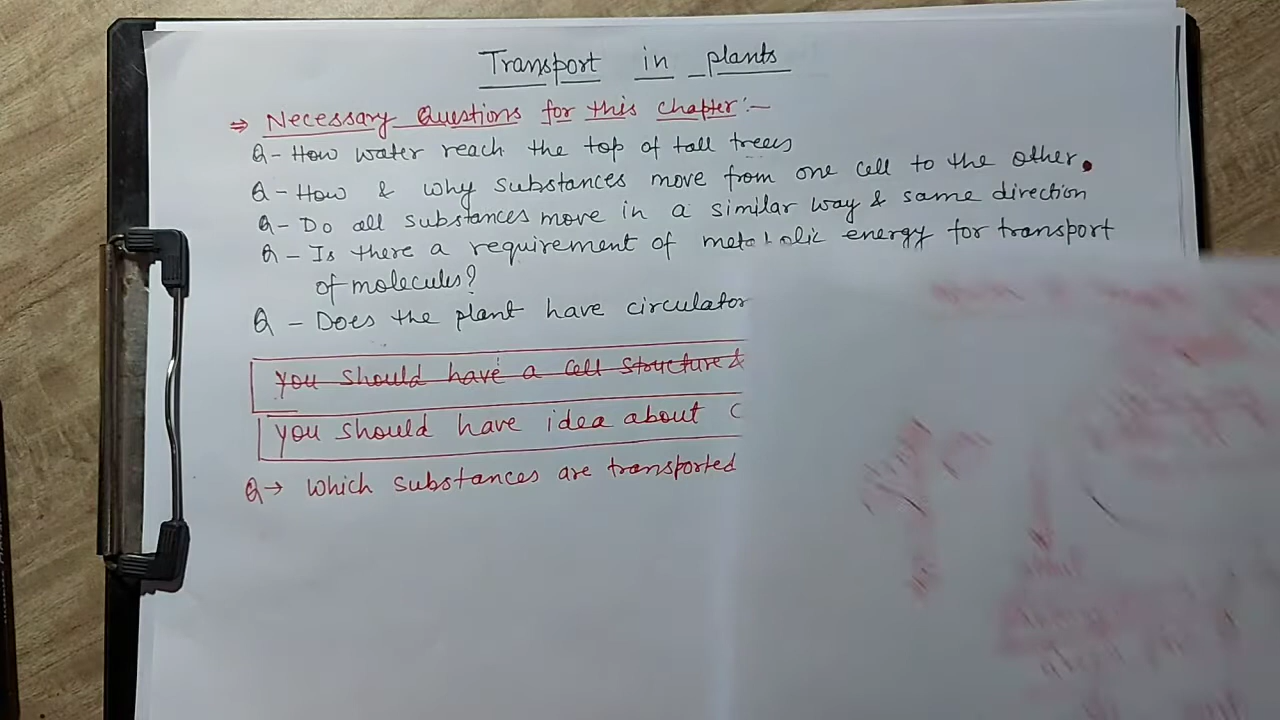 Transport in plants
⇒ Necessary Questions for this chapter:-
Q - How water reach the top of tall trees
Q - How & why substances move from one cell to the other.
Q - Do all substances move in a similar way & same direction
Q - Is there a requirement of metabolic energy for transport
of molecules?
Q - Does the plant have circulator
You should have a cell structure &
You should have idea about C
Q → Which substances are transported